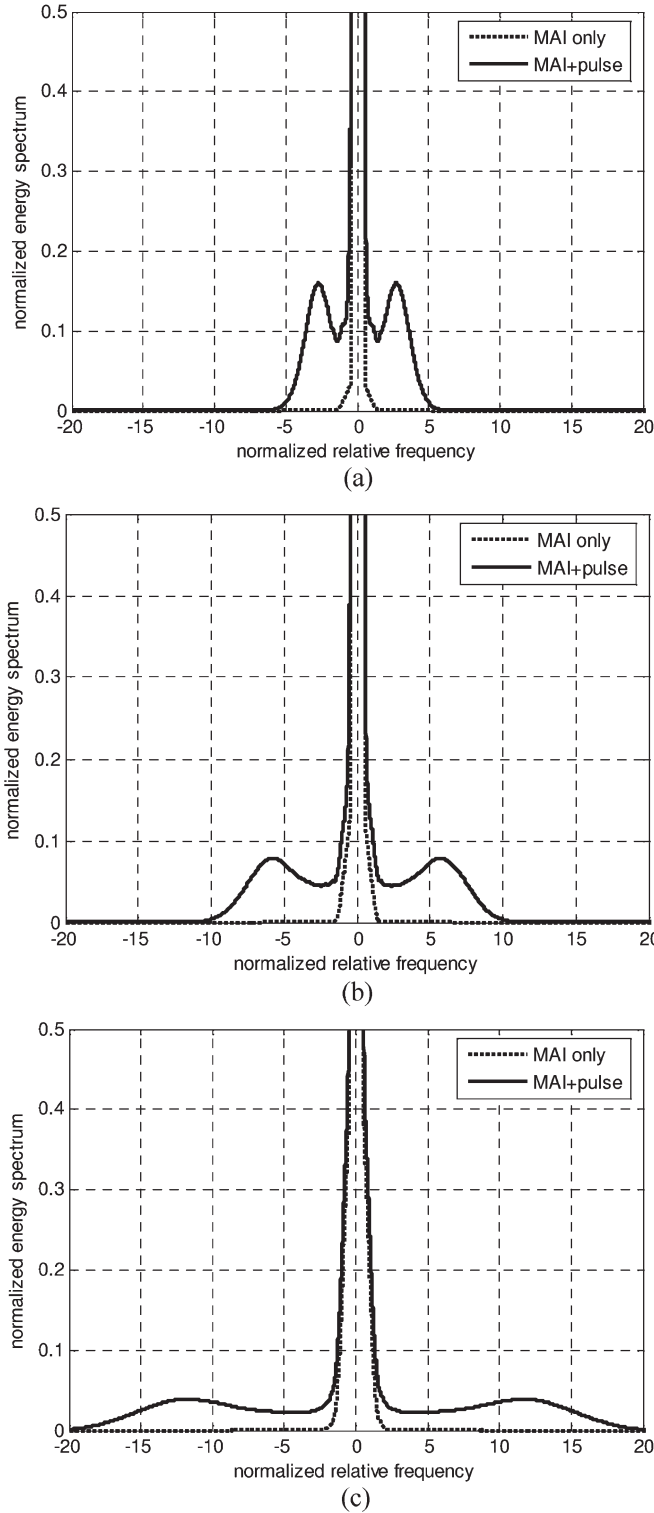 normalized energy spectrum
0.5
0.4
0.3
0.2
0.1
0
MAI only
MAI+pulse
-20 -15 -10 -5 0 5 10 15 20
normalized relative frequency
(a)
normalized energy spectrum
0.5
0.4
0.3
0.2
0.1
0
MAI only
MAI+pulse
-20 -15 -10 -5 0 5 10 15 20
normalized relative frequency
(b)
normalized energy spectrum
0.5
0.4
0.3
0.2
0.1
0
MAI only
MAI+pulse
-20 -15 -10 -5 0 5 10 15 20
normalized relative frequency
(c)